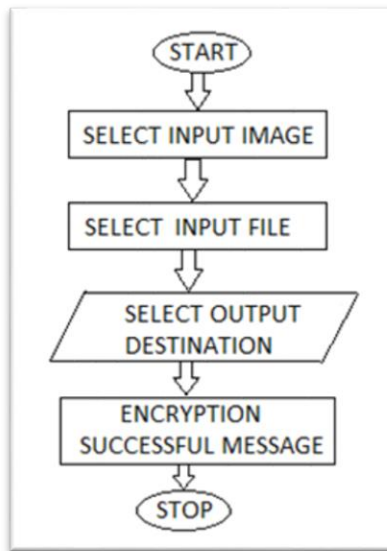 START
SELECT INPUT IMAGE
SELECT INPUT FILE
SELECT OUTPUT
DESTINATION
ENCRYPTION
SUCCESSFUL MESSAGE
STOP